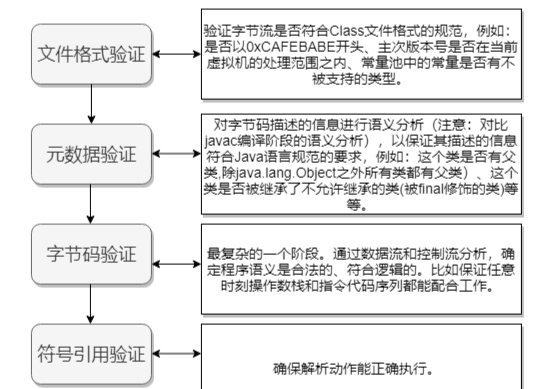 文件格式验证
验证字节流是否符合Class文件格式的规范，例如：
是否以0xCAFEBABE开头、主次版本号是否在当前
虚拟机的处理范围之内、常量池中的常量是否有不
被支持的类型。
元数据验证
对字节码描述的信息进行语义分析（注意：对比
javac编译阶段的语义分析），以保证其描述的信息
符合Java语言规范的要求，例如：这个类是否有父
类,除java.lang.Object之外所有类都有父类）、这个
类是否被继承了不允许继承的类(被final修饰的类)等
等。
字节码验证
最复杂的一个阶段。通过数据流和控制流分析，确
定程序语义是合法的、符合逻辑的。比如保证任意
时刻操作数栈和指令代码序列都能配合工作。
符号引用验证
确保解析动作能正确执行。